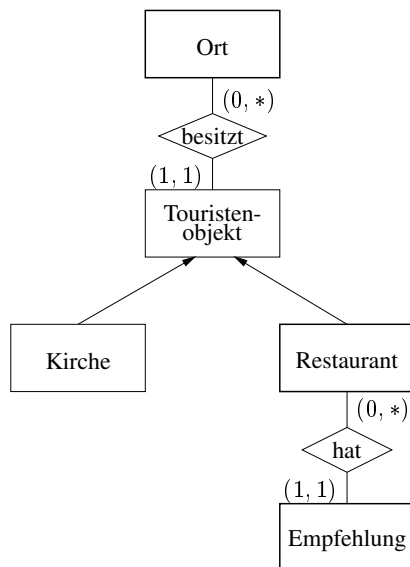 Ort
(0, *)
besitzt
(1, 1)
Touristen-
objekt
Kirche
Restaurant
(0, *)
hat
(1, 1)
Empfehlung